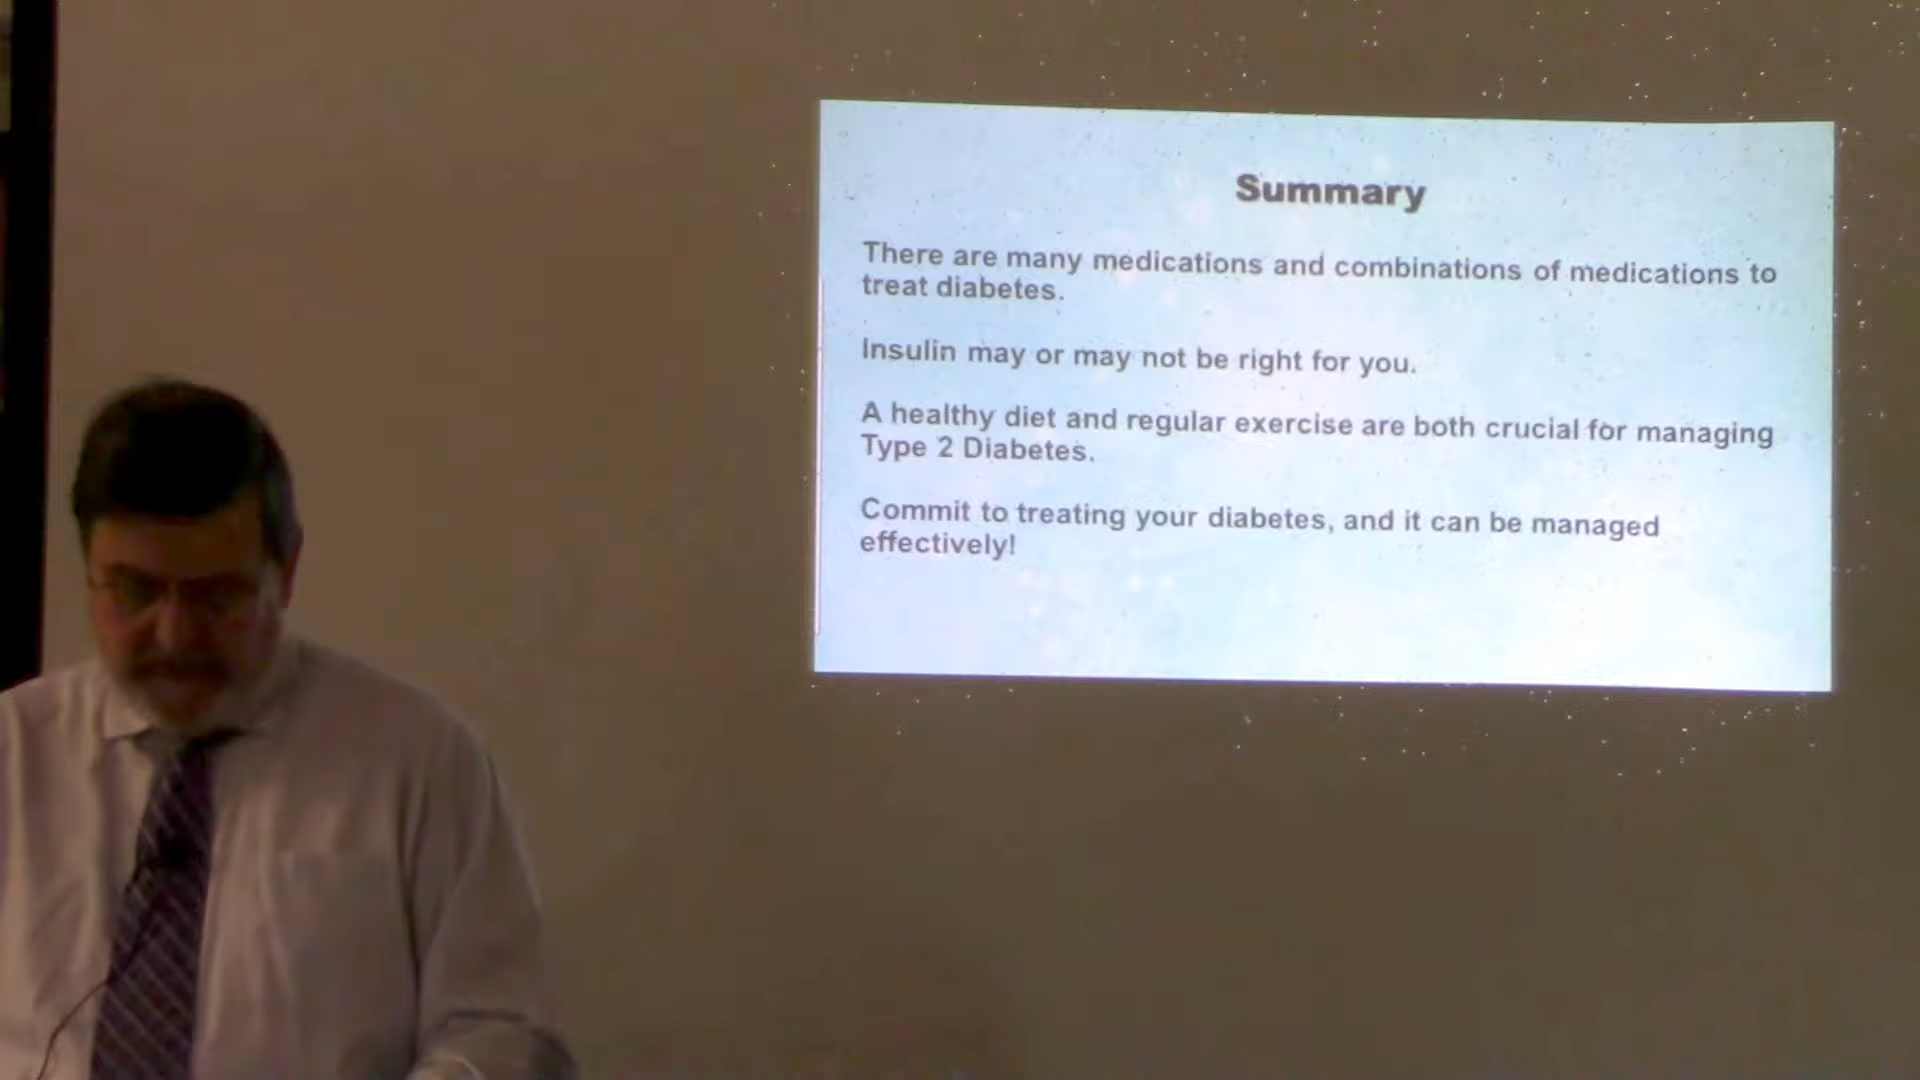 Summary
There are many medications and combinations of medications to
treat diabetes.
Insulin may or may not be right for you.
A healthy diet and regular exercise are both crucial for managing
Type 2 Diabetes.
Commit to treating your diabetes, and it can be managed
effectively!